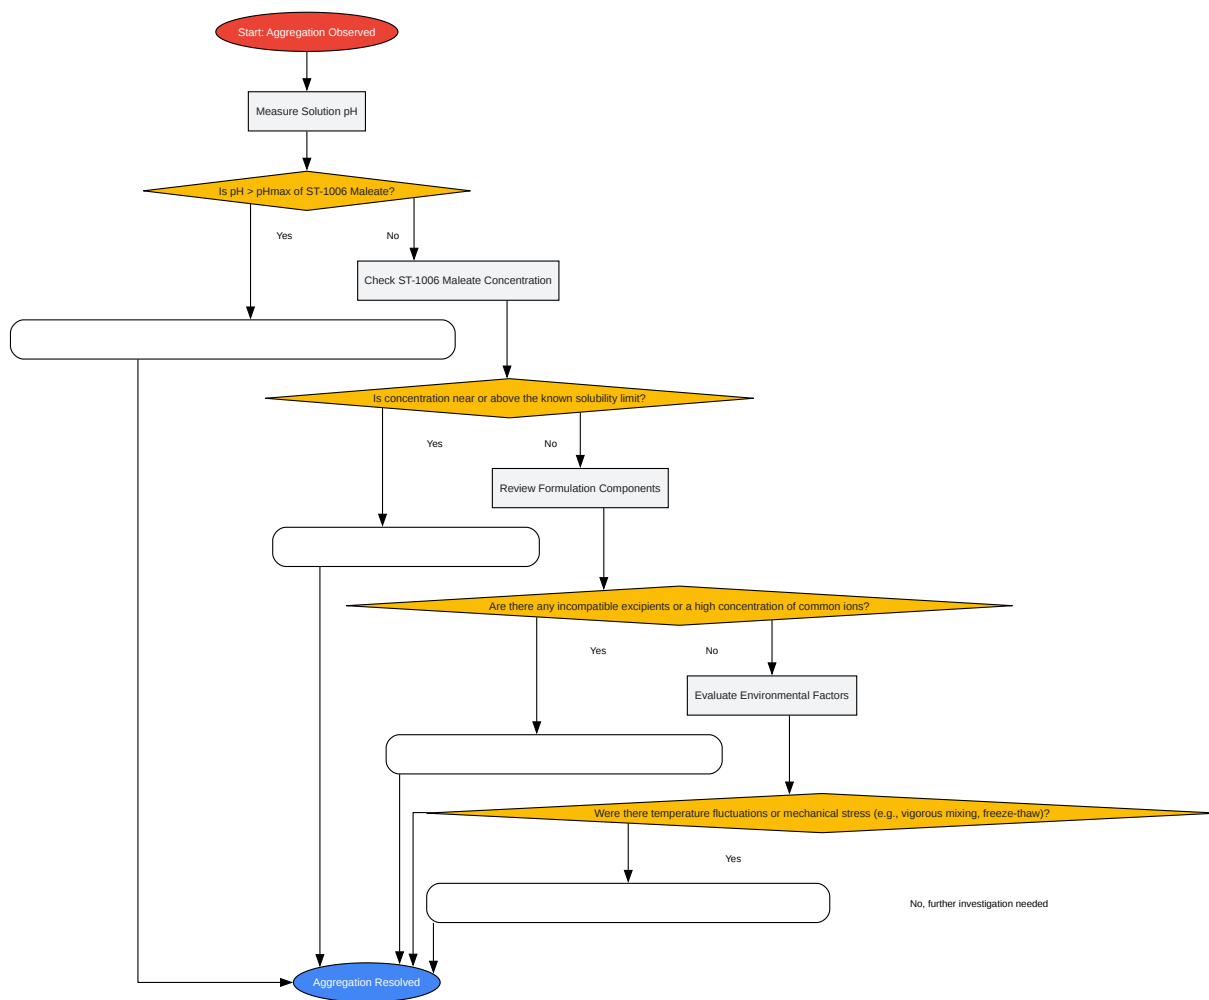 Start: Aggregation Observed
Measure Solution pH
Is pH > pHmax of ST-1006 Maleate?
Yes
No
Check ST-1006 Maleate Concentration
Is concentration near or above the known solubility limit?
Yes
No
Review Formulation Components
Are there any incompatible excipients or a high concentration of common ions?
Yes
No
Evaluate Environmental Factors
Were there temperature fluctuations or mechanical stress (e.g., vigorous mixing, freeze-thaw)?
Yes
No, further investigation needed
Aggregation Resolved